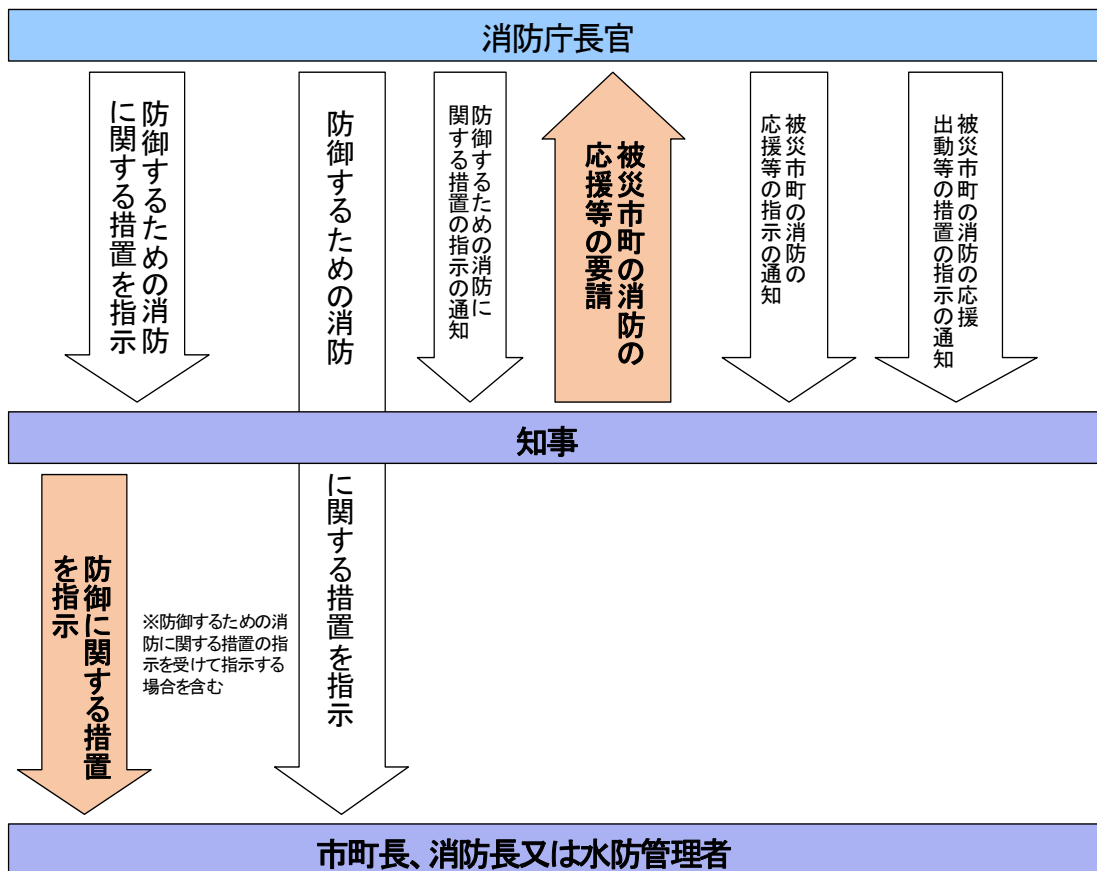 消防庁長官
防御するための消防
に関する措置を指示
防御するための消防
に関する措置を指示
防御するための消防に
関する措置の指示の通知
被災市町の消防の
応援等の要請
被災市町の消防の
応援等の指示の通知
被災市町の消防の応援
出動等の措置の指示の通知
知事
防御に関する措置
を指示
※防御するための消
防に関する措置の指
示を受けて指示する
場合を含む
市町長、消防長又は水防管理者